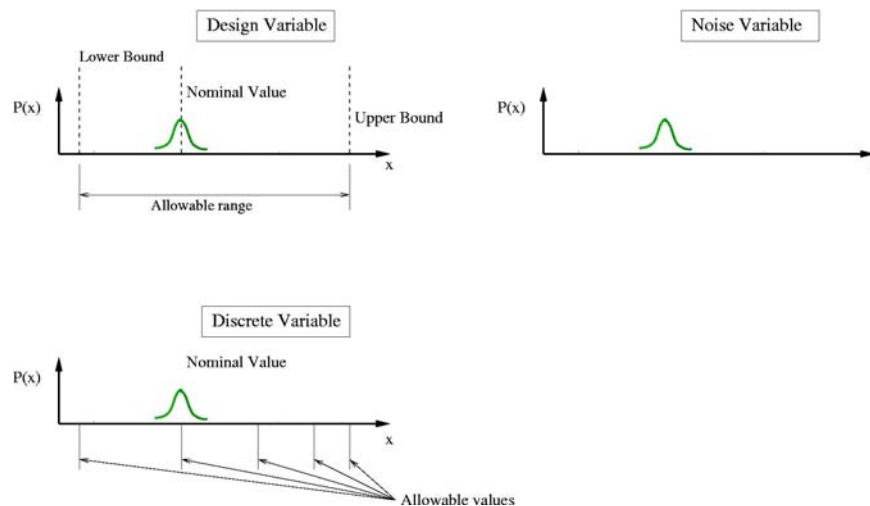 Design Variable
Lower Bound
Nominal Value
P(x)
Upper Bound
x
Allowable range
Noise Variable
P(x)
Discrete Variable
Nominal Value
P(x)
x
Allowable values